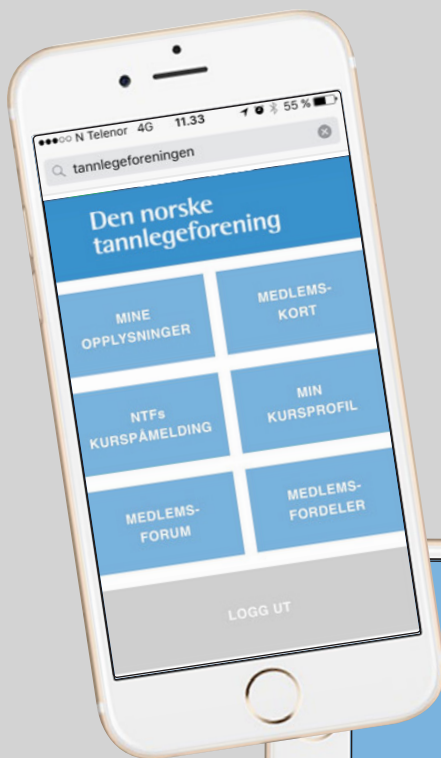 N Telenor 4G 11.33 55 %
tannlegeforeningen
Den norske
tannlegeforening
MINE
OPPLYSNINGER
MEDLEMS-
KORT
NTFs
KURSPÅMELDING
MIN
KURSPROFIL
MEDLEMS-
FORUM
MEDLEMS-
FORDELER
LOGG UT